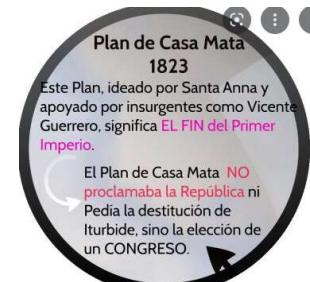 Plan de Casa Mata
1823
Este Plan, ideado por Santa Anna y
apoyado por insurgentes como Vicente
Guerrero, significa EL FIN del Primer
Imperio.
El Plan de Casa Mata NO
proclamaba la República ni
Pedía la destitución de
Iturbide, sino la elección de
un CONGRESO.